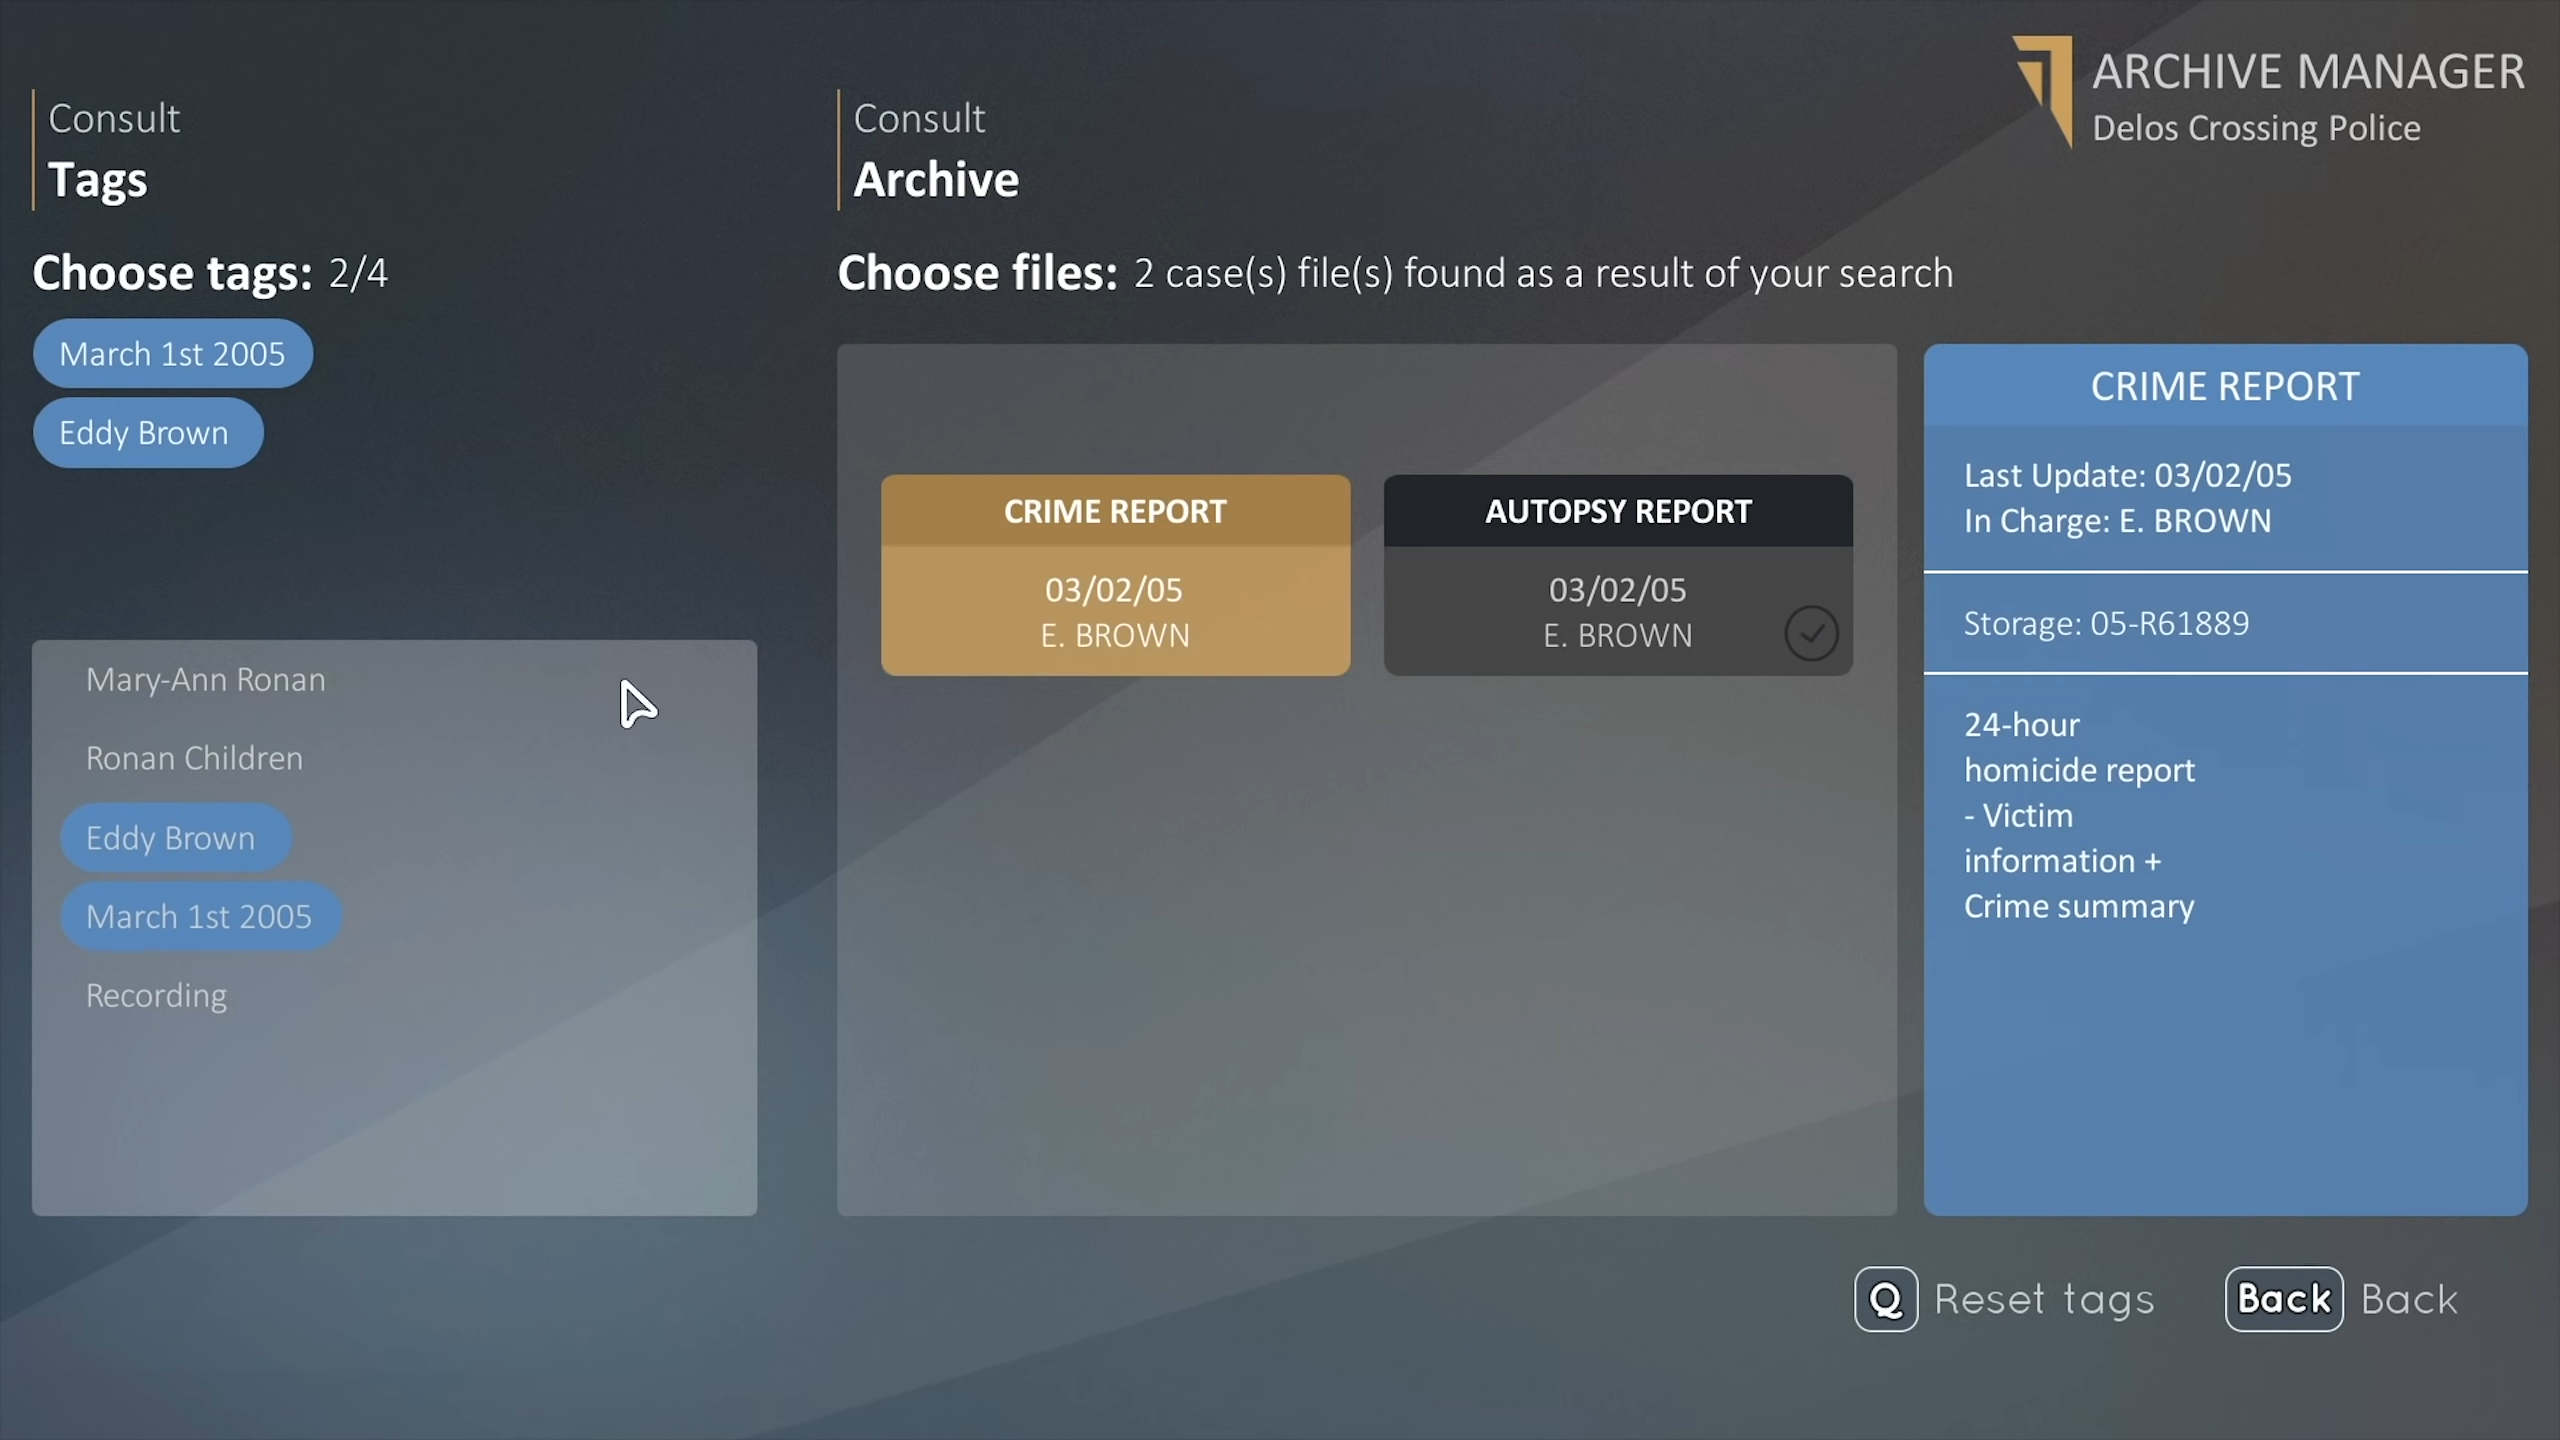 ARCHIVE MANAGER
Delos Crossing Police
Consult
Tags
Choose tags: 2/4
March 1st 2005
Eddy Brown
Mary-Ann Ronan
Ronan Children
Eddy Brown
March 1st 2005
Recording
Consult
Archive
Choose files: 2 case(s) file(s) found as a result of your search
CRIME REPORT
03/02/05
E. BROWN
AUTOPSY REPORT
03/02/05
E. BROWN
CRIME REPORT
Last Update: 03/02/05
In Charge: E. BROWN
Storage: 05-R61889
24-hour
homicide report
- Victim
information +
Crime summary
Q Reset tags
Back Back